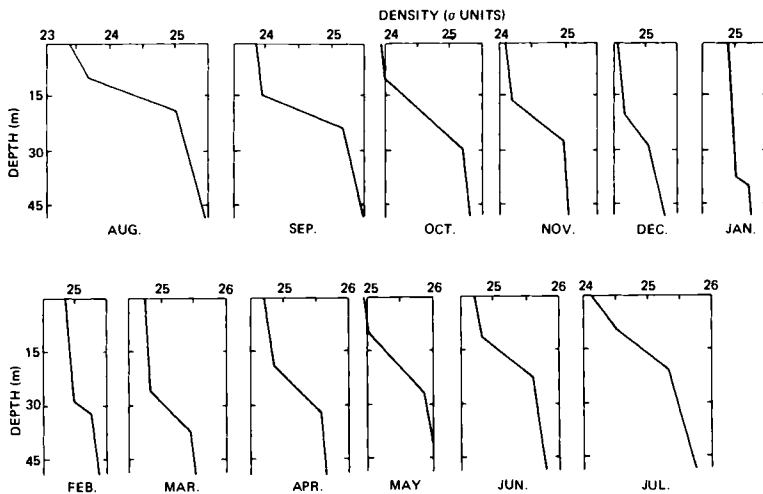 DENSITY (σ UNITS)
23 24 25 24 25 24 25 24 25 25 25
DEPTH (m)
15
30
45
AUG. SEP. OCT. NOV. DEC. JAN.
25 25 26 25 26 25 26 25 26 24 25 26
DEPTH (m)
15
30
45
FEB. MAR. APR. MAY JUN. JUL.